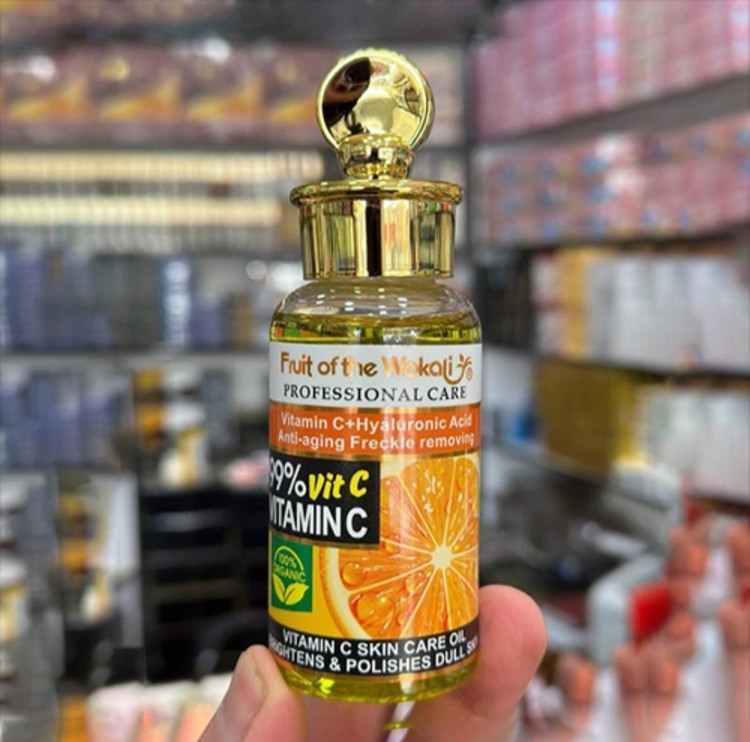 Fruit of the Wokali
PROFESSIONAL CARE
Vitamin C+Hyaluronic Acid
Anti-aging Freckle removing
99% Vit C
VITAMIN C
100%
ORGANIC
VITAMIN C SKIN CARE OIL
BRIGHTENS & POLISHES DULL SKIN